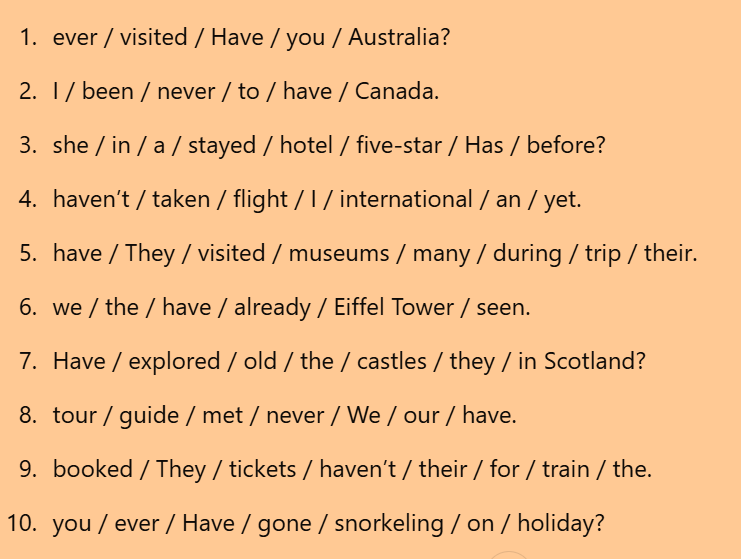 1. ever / visited / Have / you / Australia?
2. I / been / never / to / have / Canada.
3. she / in / a / stayed / hotel / five-star / Has / before?
4. haven’t / taken / flight / I / international / an / yet.
5. have / They / visited / museums / many / during / trip / their.
6. we / the / have / already / Eiffel Tower / seen.
7. Have / explored / old / the / castles / they / in Scotland?
8. tour / guide / met / never / We / our / have.
9. booked / They / tickets / haven’t / their / for / train / the.
10. you / ever / Have / gone / snorkeling / on / holiday?